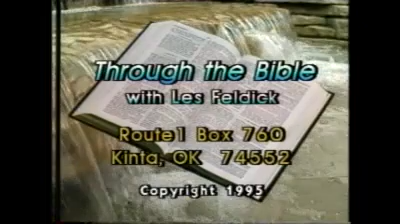 Through the Bible
with Les Feldick
Route1 Box 760
Kinta, OK 74552
Copyright 1995